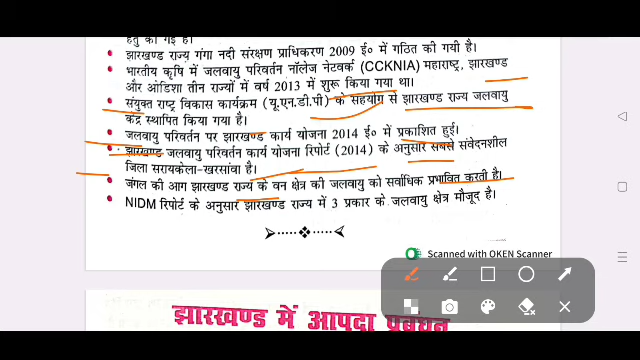 हेतु की गई है।
झारखण्ड राज्य गंगा नदी संरक्षण प्राधिकरण 2009 ई० में गठित की गयी है।
भारतीय कृषि में जलवायु परिवर्तन नॉलेज नेटवर्क (CCKNIA) महाराष्ट्र, झारखण्ड
और ओडिशा तीन राज्यों में वर्ष 2013 में शुरू किया गया था।
संयुक्त राष्ट्र विकास कार्यक्रम (यू.एन.डी.पी) के सहयोग से झारखण्ड राज्य जलवायु
केंद्र स्थापित किया गया है।
जलवायु परिवर्तन पर झारखण्ड कार्य योजना 2014 ई० में प्रकाशित हुई।
झारखण्ड जलवायु परिवर्तन कार्य योजना रिपोर्ट (2014) के अनुसार सबसे संवेदनशील
जिला सरायकेला-खरसावा है।
जंगल की आग झारखण्ड राज्य के वन क्षेत्र की जलवायु को सर्वाधिक प्रभावित करती है।
NIDM रिपोर्ट के अनुसार झारखण्ड राज्य में 3 प्रकार के जलवायु क्षेत्र मौजूद है।
Scanned with OKEN Scanner
झारखण्ड में आपदा प्रबंधन